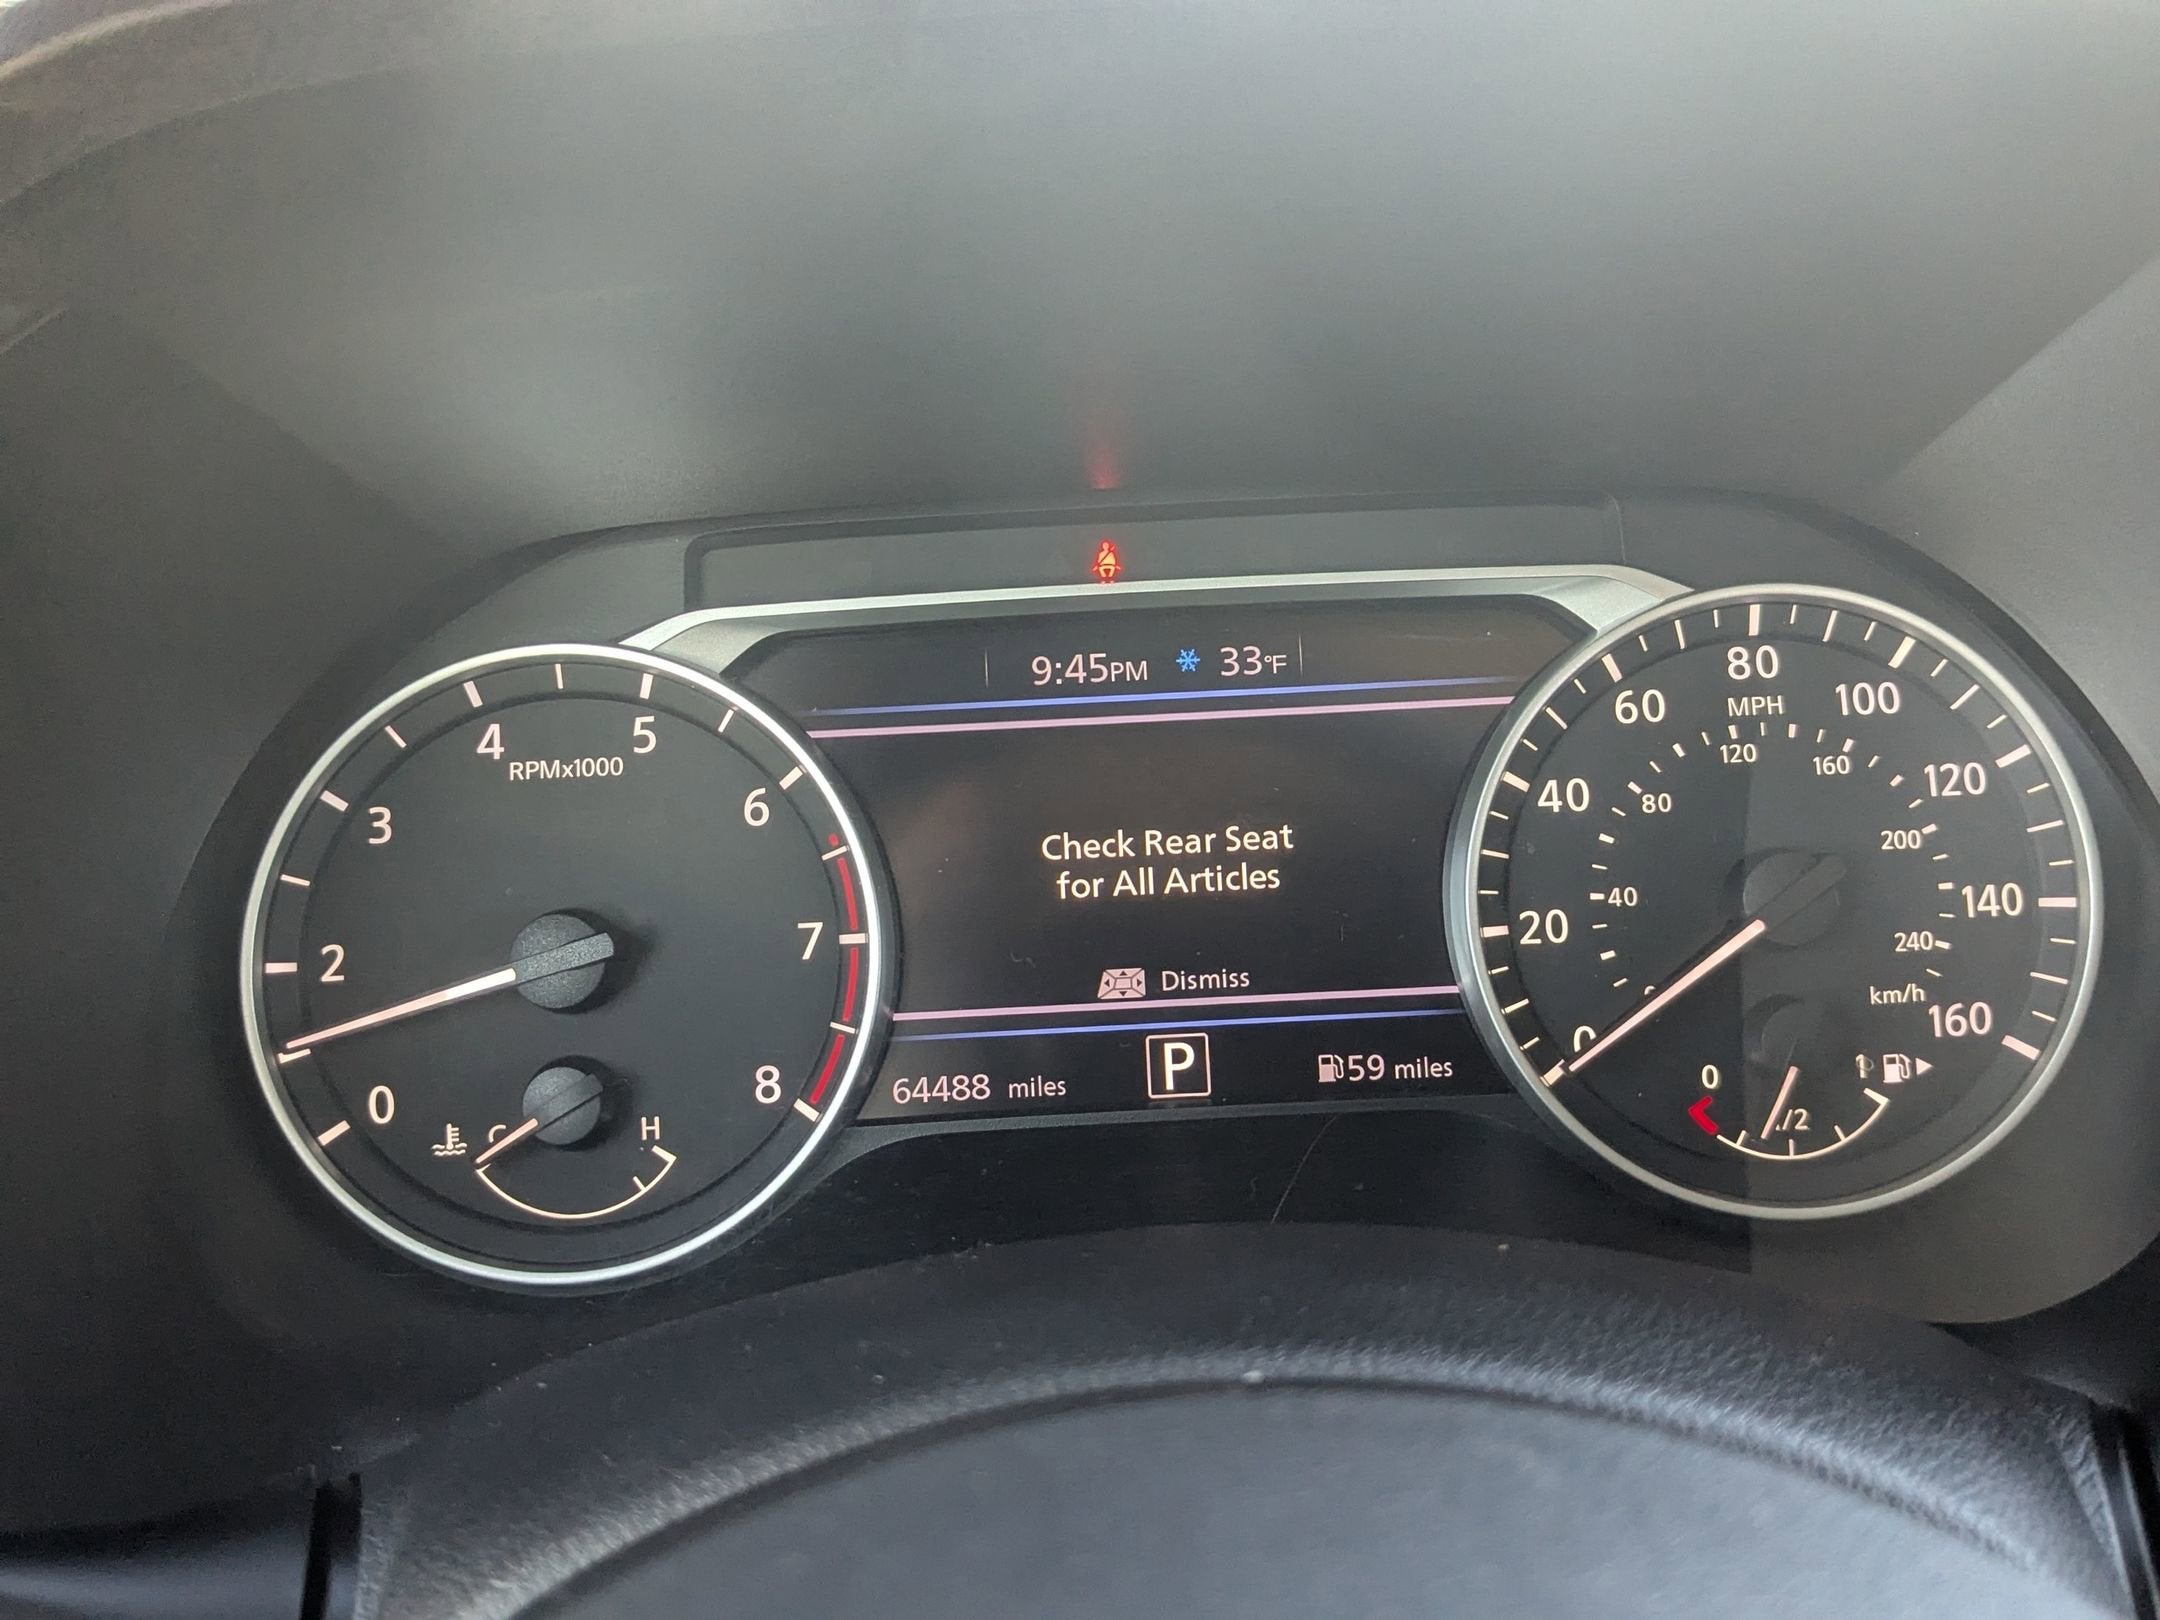 9:45PM 33°F
4 5
RPMx1000
3 6
2 7
0 8
C H
Check Rear Seat
for All Articles
Dismiss
64488 miles P 59 miles
80
MPH
60 100
40 120
20 140
0 160
120 160
80 200
40 240
km/h
0 1
1/2